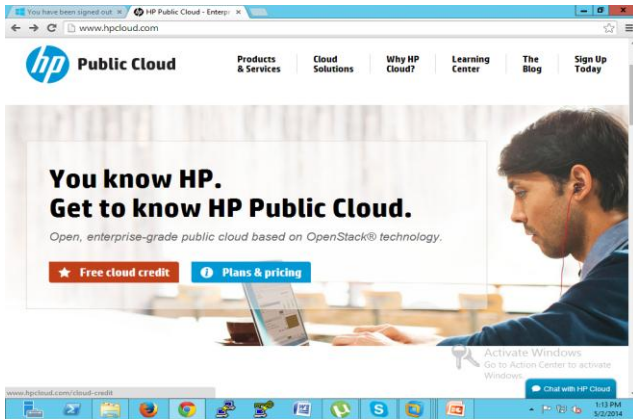 You have been signed out
HP Public Cloud - Enterp
www.hpcloud.com
hp
Public Cloud
Products
& Services
Cloud
Solutions
Why HP
Cloud?
Learning
Center
The
Blog
Sign Up
Today
You know HP.
Get to know HP Public Cloud.
Open, enterprise-grade public cloud based on OpenStack® technology.
Free cloud credit
Plans & pricing
Activate Windows
Go to Action Center to activate
Windows.
Chat with HP Cloud
www.hpcloud.com/cloud-credit
1:13 PM
5/2/2014